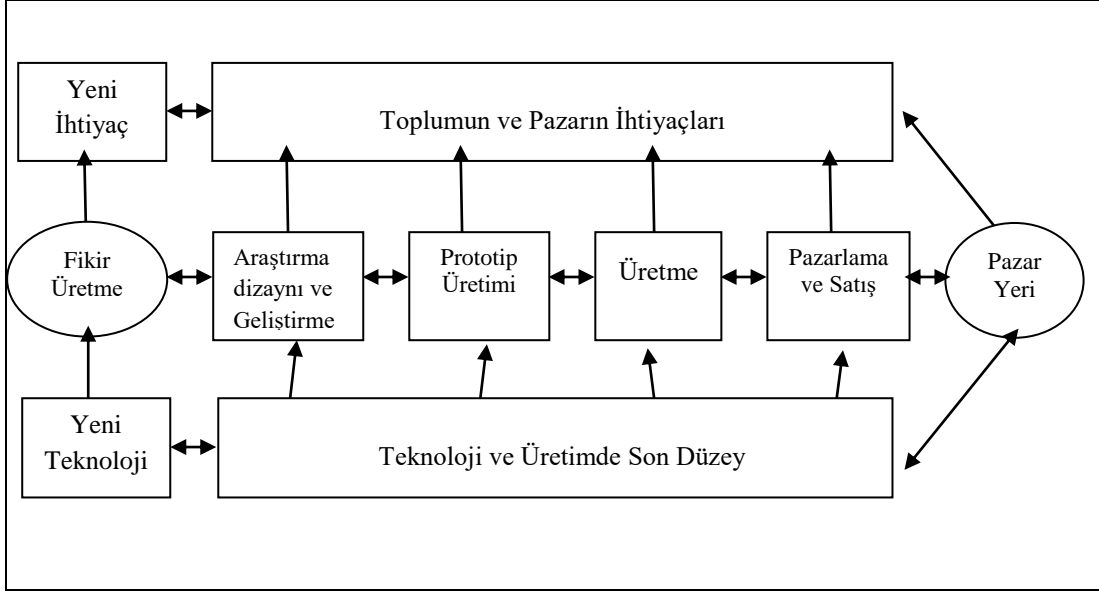 Yeni
İhtiyaç
Toplumun ve Pazarın İhtiyaçları
Fikir
Üretme
Araştırma
dizaynı ve
Geliştirme
Prototip
Üretimi
Üretme
Pazarlama
ve Satış
Pazar
Yeri
Yeni
Teknoloji
Teknoloji ve Üretimde Son Düzey